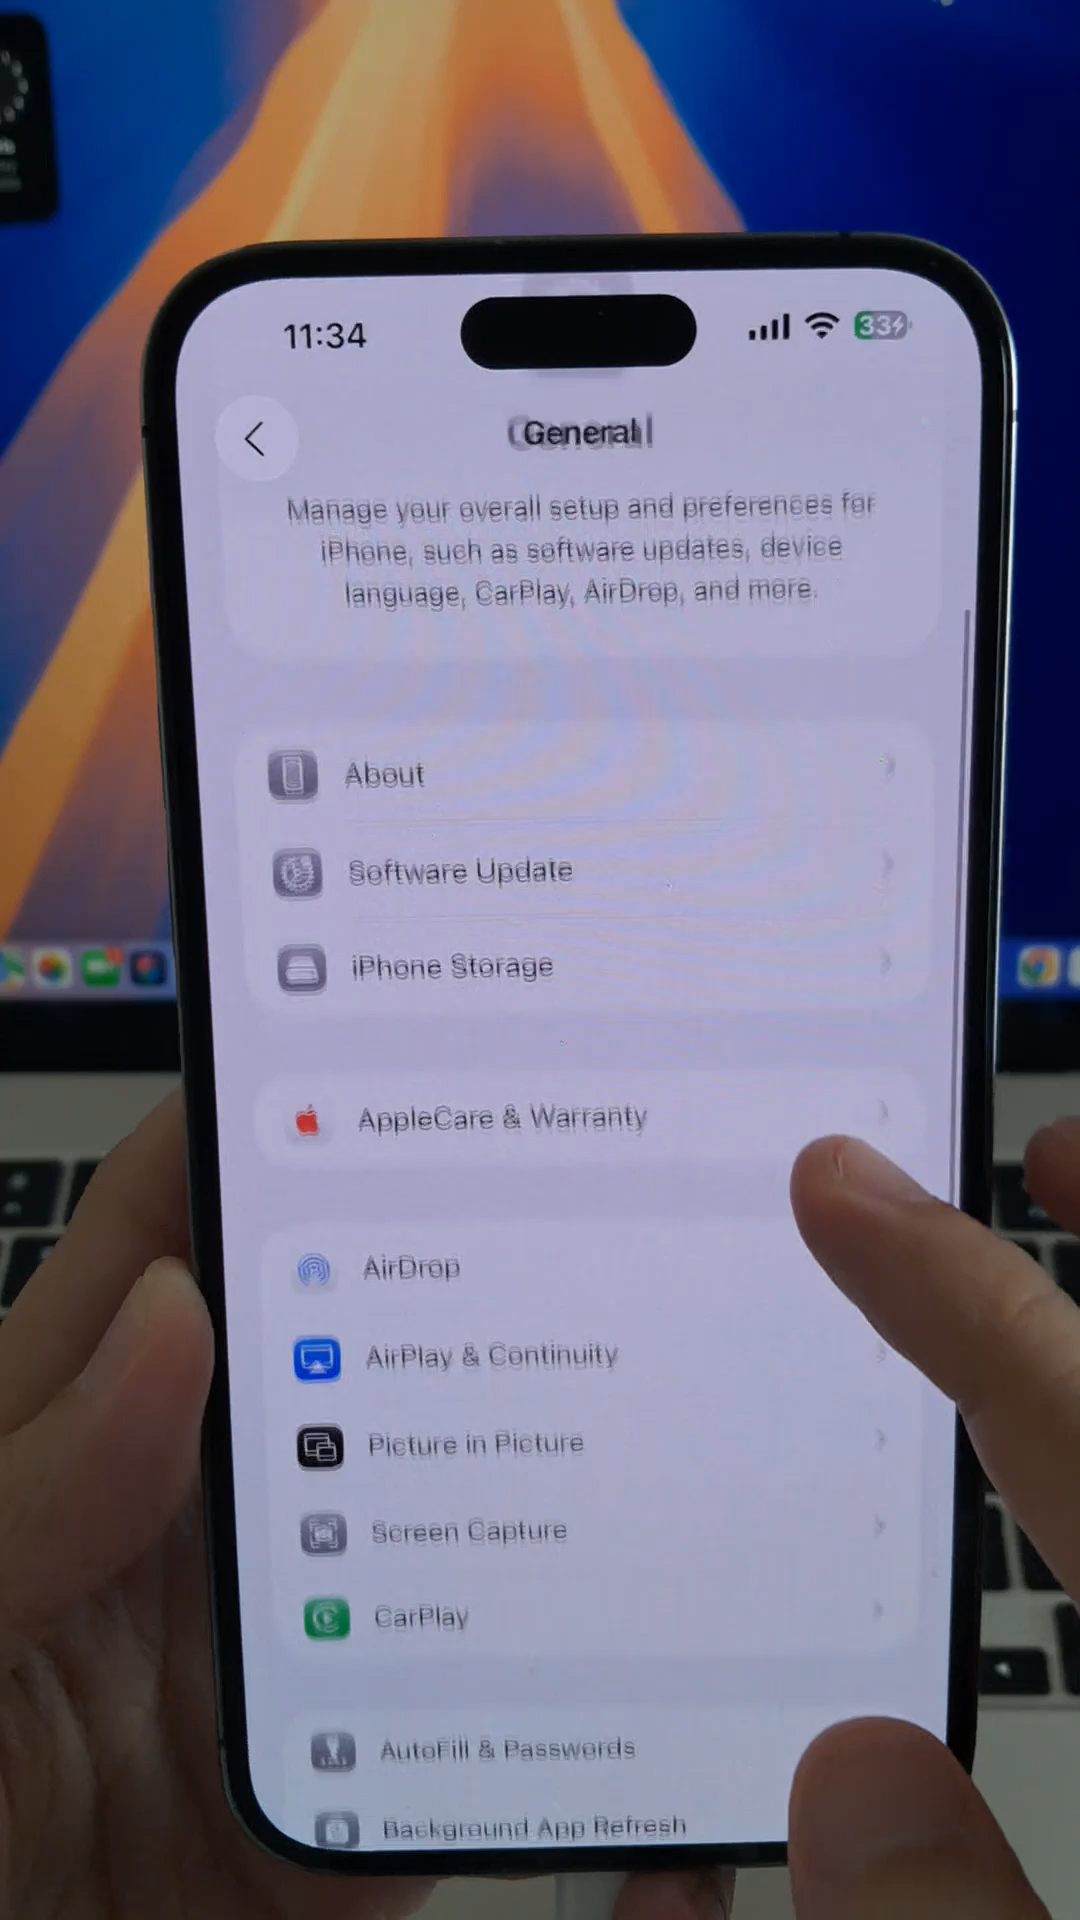 11:34
33
General
Manage your overall setup and preferences for
iPhone, such as software updates, device
language, CarPlay, AirDrop, and more.
About
Software Update
iPhone Storage
AppleCare & Warranty
AirDrop
AirPlay & Continuity
Picture in Picture
Screen Capture
CarPlay
AutoFill & Passwords
Background App Refresh